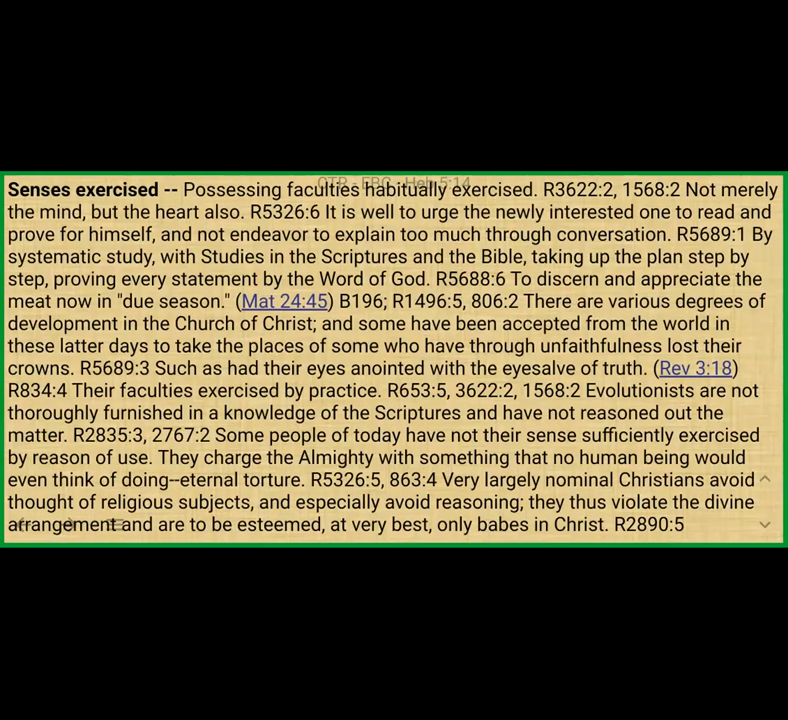 OTR - EBC - Heb 5:14
Senses exercised -- Possessing faculties habitually exercised. R3622:2, 1568:2 Not merely
the mind, but the heart also. R5326:6 It is well to urge the newly interested one to read and
prove for himself, and not endeavor to explain too much through conversation. R5689:1 By
systematic study, with Studies in the Scriptures and the Bible, taking up the plan step by
step, proving every statement by the Word of God. R5688:6 To discern and appreciate the
meat now in "due season." (Mat 24:45) B196; R1496:5, 806:2 There are various degrees of
development in the Church of Christ; and some have been accepted from the world in
these latter days to take the places of some who have through unfaithfulness lost their
crowns. R5689:3 Such as had their eyes anointed with the eyesalve of truth. (Rev 3:18)
R834:4 Their faculties exercised by practice. R653:5, 3622:2, 1568:2 Evolutionists are not
thoroughly furnished in a knowledge of the Scriptures and have not reasoned out the
matter. R2835:3, 2767:2 Some people of today have not their sense sufficiently exercised
by reason of use. They charge the Almighty with something that no human being would
even think of doing--eternal torture. R5326:5, 863:4 Very largely nominal Christians avoid
thought of religious subjects, and especially avoid reasoning; they thus violate the divine
arrangement and are to be esteemed, at very best, only babes in Christ. R2890:5